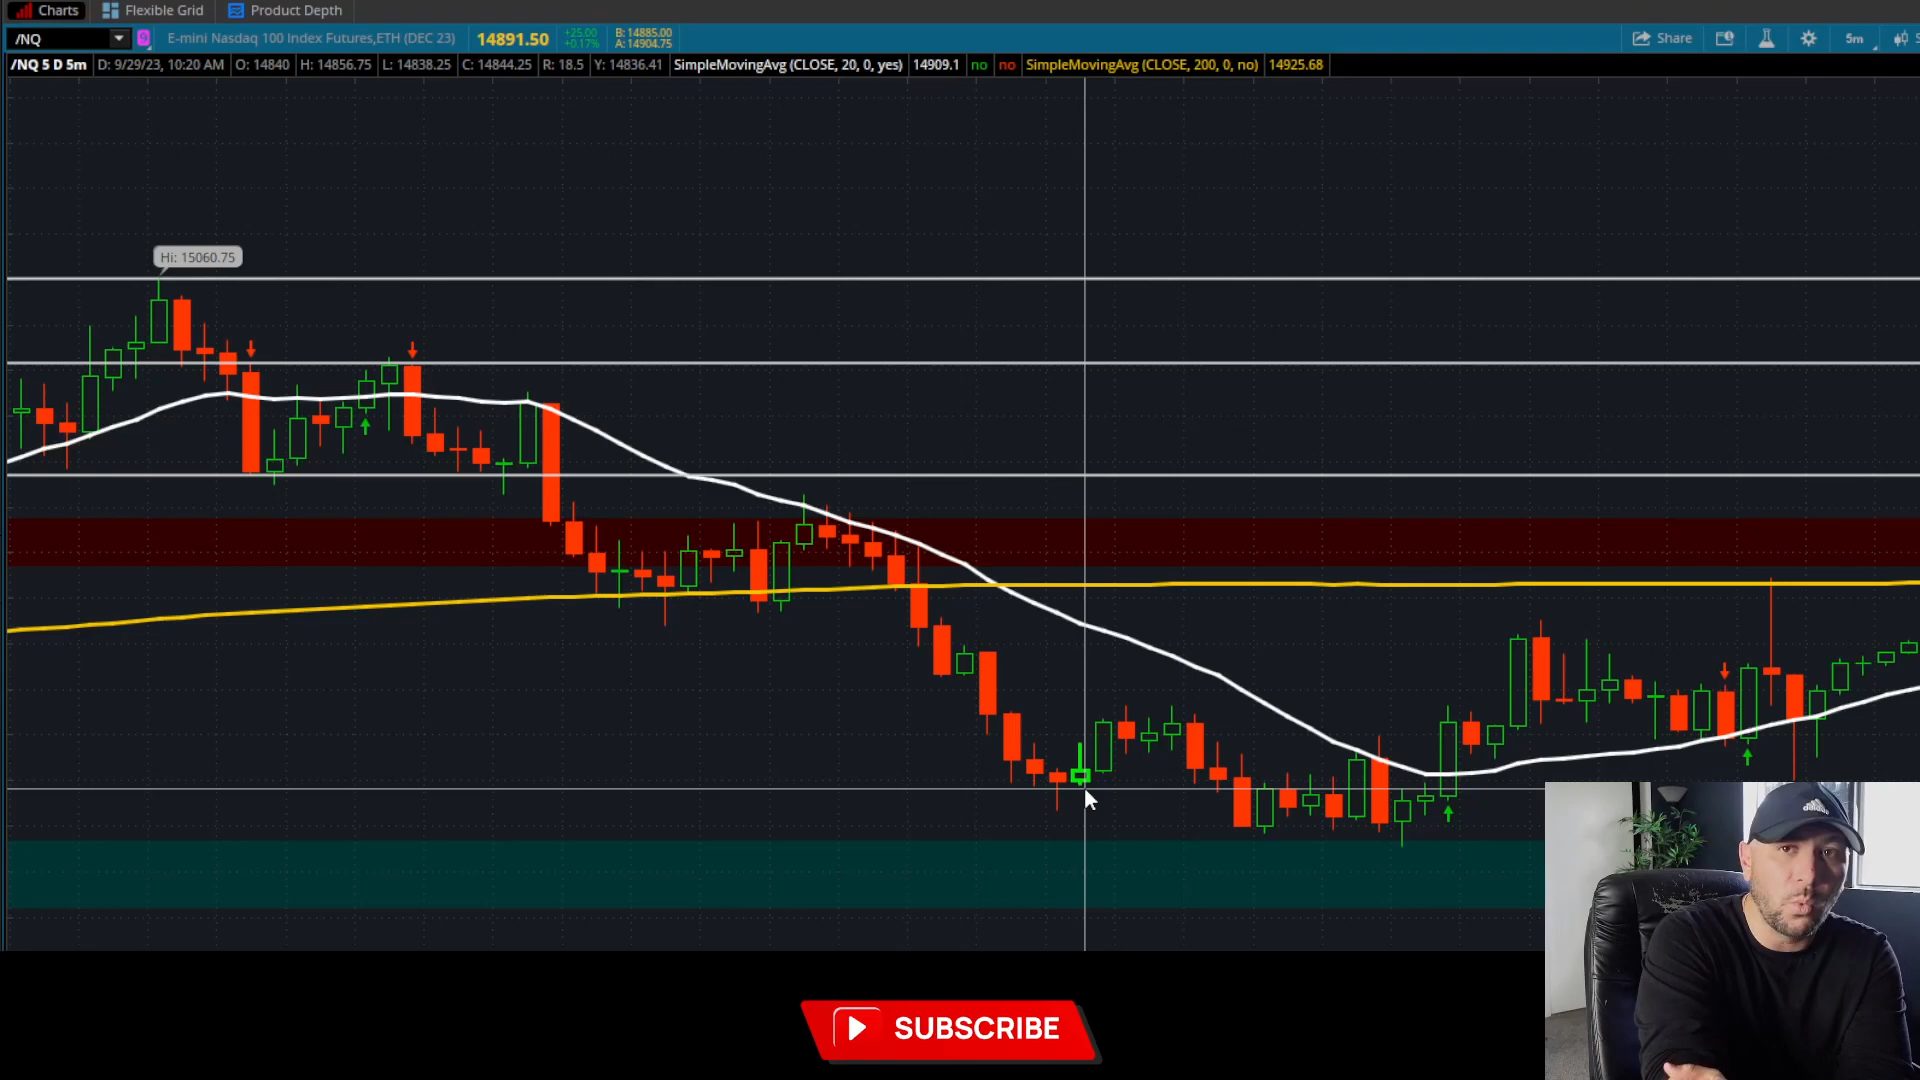 Charts Flexible Grid Product Depth
/NQ 9 E-mini Nasdaq 100 Index Futures,ETH (DEC 23) 14891.50 +25.00 +0.17% B: 14885.00 A: 14904.75 Share 5m
/NQ 5 D 5m D: 9/29/23, 10:20 AM O: 14840 H: 14856.75 L: 14838.25 C: 14844.25 R: 18.5 Y: 14836.41 SimpleMovingAvg (CLOSE, 20, 0, yes) 14909.1 no no SimpleMovingAvg (CLOSE, 200, 0, no) 14925.68
Hi: 15060.75
SUBSCRIBE